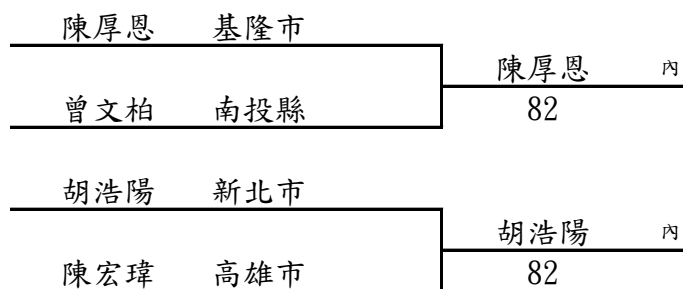 陳厚恩 基隆市
陳厚恩 內
曾文柏 南投縣
82
胡浩陽 新北市
胡浩陽 內
陳宏瑋 高雄市
82